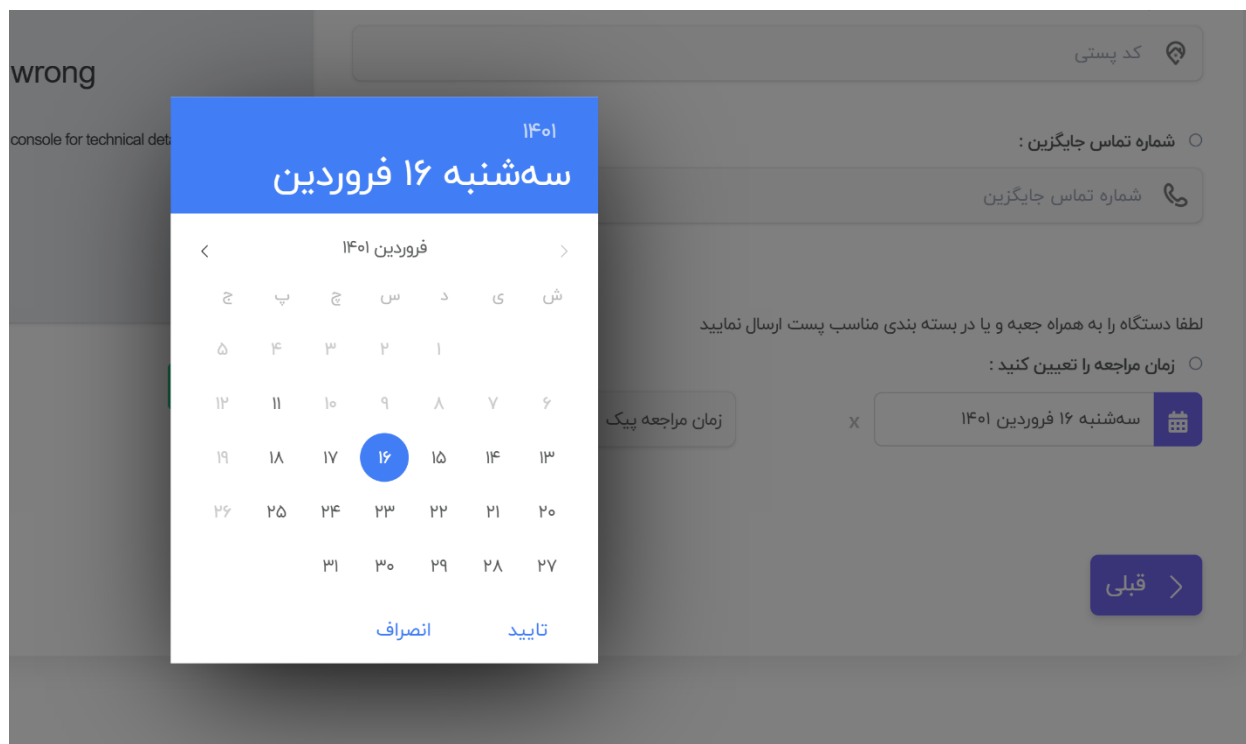 کد پستی
wrong
console for technical deta
شماره تماس جایگزین :
شماره تماس جایگزین
لطفا دستگاه را به همراه جعبه و یا در بسته بندی مناسب پست ارسال نمایید
زمان مراجعه را تعیین کنید :
سه‌شنبه ۱۶ فروردین ۱۴۰۱
x
زمان مراجعه پیک
قبلی
۱۴۰۱
سه‌شنبه ۱۶ فروردین
فروردین ۱۴۰۱
ش ی د س چ پ ج
۱ ۲ ۳ ۴ ۵
۶ ۷ ۸ ۹ ۱۰ ۱۱ ۱۲
۱۳ ۱۴ ۱۵ ۱۶ ۱۷ ۱۸ ۱۹
۲۰ ۲۱ ۲۲ ۲۳ ۲۴ ۲۵ ۲۶
۲۷ ۲۸ ۲۹ ۳۰ ۳۱
تایید انصراف